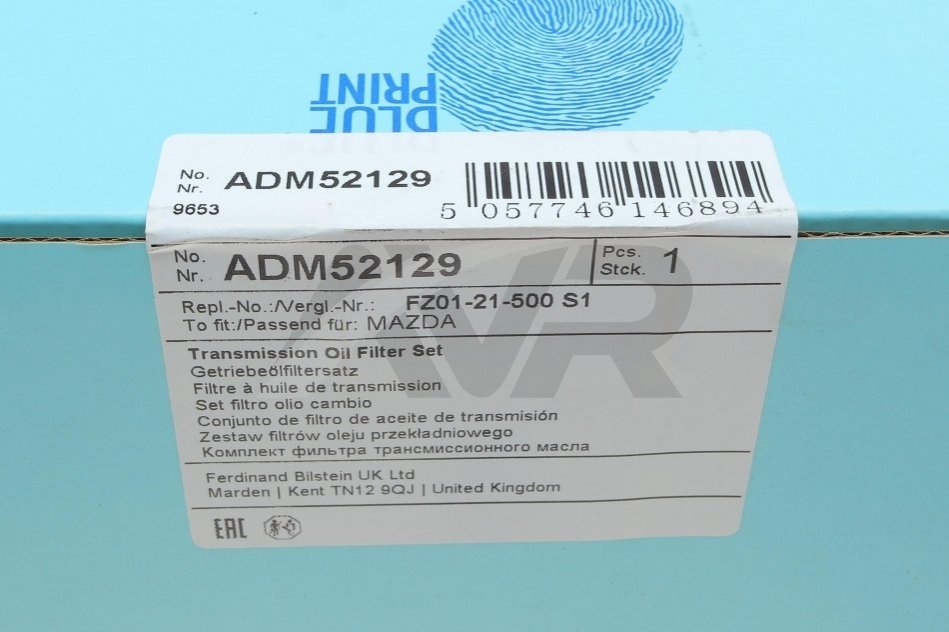 BLUE
PRINT
No.
Nr. ADM52129
9653
5 057746 146894
No.
Nr. ADM52129
Pcs.
Stck. 1
Repl.-No.:/Vergl.-Nr.: FZ01-21-500 S1
To fit:/Passend für: MAZDA
Transmission Oil Filter Set
Getriebeölfiltersatz
Filtre à huile de transmission
Set filtro olio cambio
Conjunto de filtro de aceite de transmisión
Zestaw filtrów oleju przekładniowego
Комплект фильтра трансмиссионного масла
Ferdinand Bilstein UK Ltd
Marden | Kent TN12 9QJ | United Kingdom
EAC